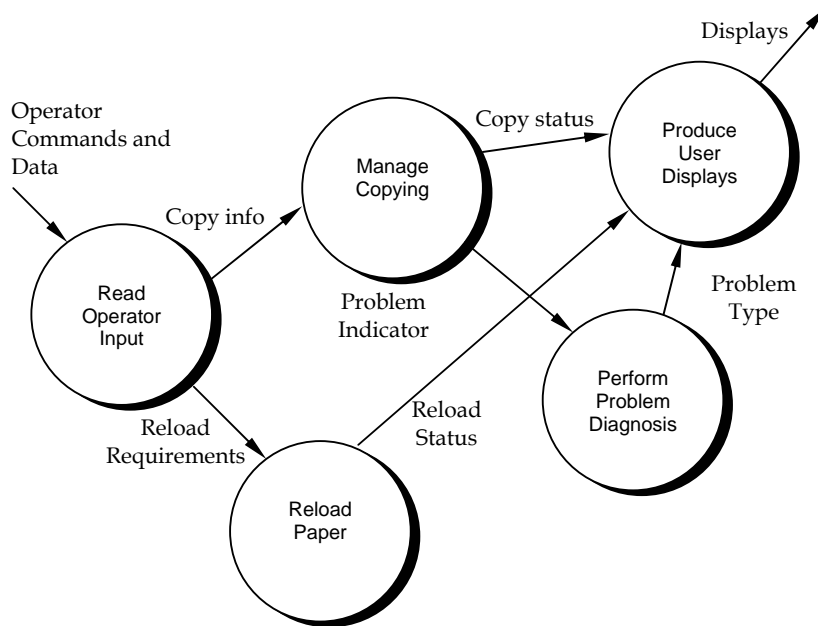 Displays
Operator
Commands and
Data
Copy status
Produce
User
Displays
Manage
Copying
Copy info
Read
Operator
Input
Problem
Indicator
Problem
Type
Perform
Problem
Diagnosis
Reload
Status
Reload
Requirements
Reload
Paper